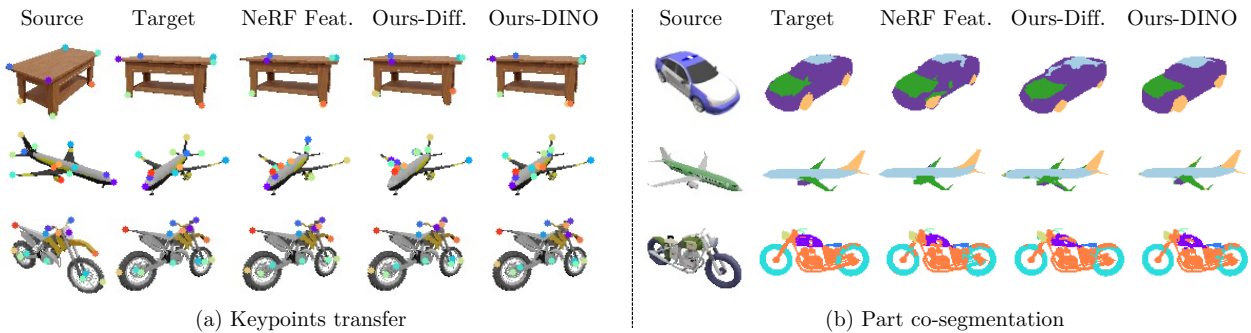 Source Target NeRF Feat. Ours-Diff. Ours-DINO
(a) Keypoints transfer
Source Target NeRF Feat. Ours-Diff. Ours-DINO
(b) Part co-segmentation